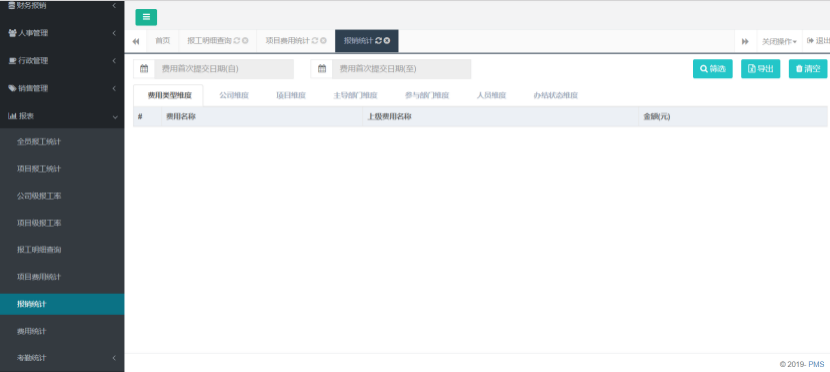 财务报销
人事管理
行政管理
销售管理
报表
全员报工统计
项目报工统计
公司级报工率
项目级报工率
报工明细查询
项目费用统计
报销统计
费用统计
考勤统计
首页 报工明细查询 项目费用统计 报销统计 关闭操作 退出
费用首次提交日期(自) 费用首次提交日期(至) 筛选 导出 清空
费用类型维度 公司维度 项目维度 主导部门维度 参与部门维度 人员维度 办结状态维度
# 费用名称 上级费用名称 金额(元)
© 2019- PMS